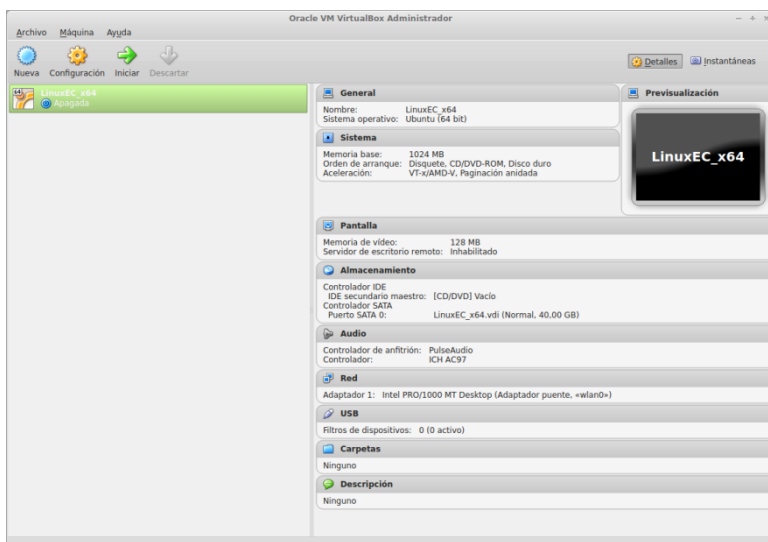 Oracle VM VirtualBox Administrador
Archivo Máquina Ayuda
Nueva Configuración Iniciar Descartar
Detalles Instantáneas
LinuxEC_x64
Apagada
General
Nombre: LinuxEC_x64
Sistema operativo: Ubuntu (64 bit)
Sistema
Memoria base: 1024 MB
Orden de arranque: Disquete, CD/DVD-ROM, Disco duro
Aceleración: VT-x/AMD-V, Paginación anidada
Previsualización
LinuxEC_x64
Pantalla
Memoria de vídeo: 128 MB
Servidor de escritorio remoto: Inhabilitado
Almacenamiento
Controlador IDE
IDE secundario maestro: [CD/DVD] Vacío
Controlador SATA
Puerto SATA 0: LinuxEC_x64.vdi (Normal, 40,00 GB)
Audio
Controlador de anfitrión: PulseAudio
Controlador: ICH AC97
Red
Adaptador 1: Intel PRO/1000 MT Desktop (Adaptador puente, «wlan0»)
USB
Filtros de dispositivos: 0 (0 activo)
Carpetas
Ninguno
Descripción
Ninguno